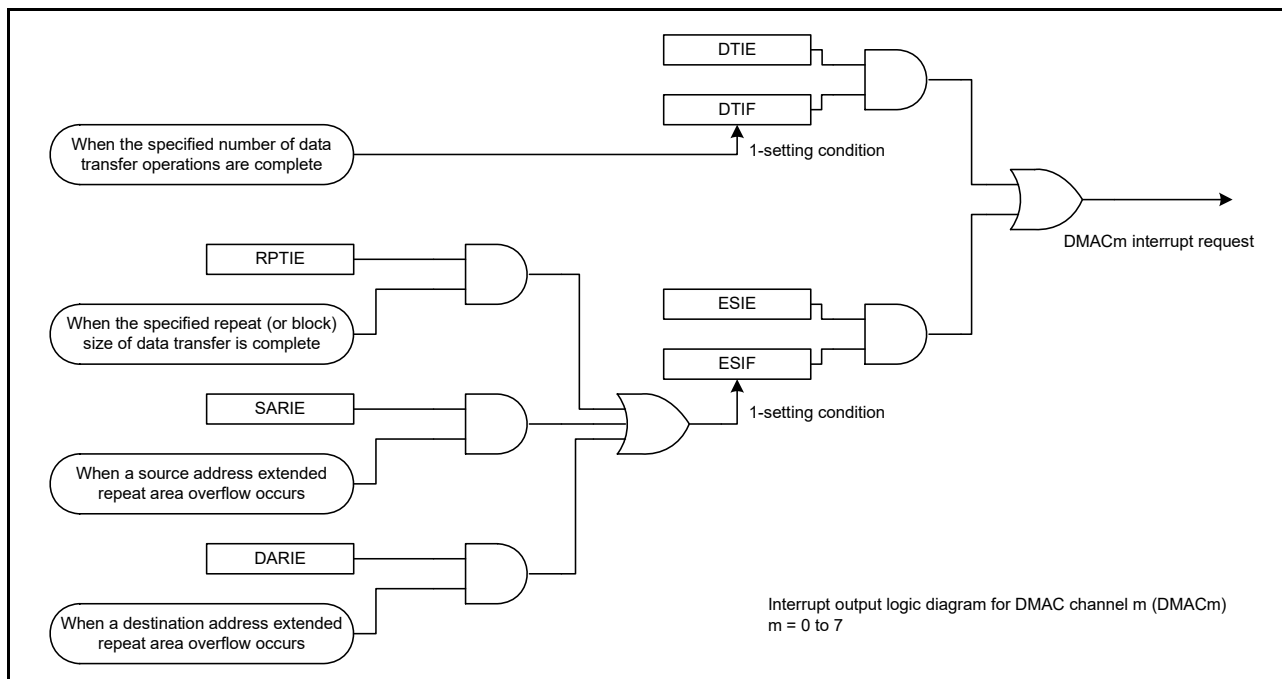 DTIE
DTIF
When the specified number of data
transfer operations are complete
1-setting condition
DMACm interrupt request
RPTIE
When the specified repeat (or block)
size of data transfer is complete
ESIE
ESIF
1-setting condition
SARIE
When a source address extended
repeat area overflow occurs
DARIE
When a destination address extended
repeat area overflow occurs
Interrupt output logic diagram for DMAC channel m (DMACm)
m = 0 to 7